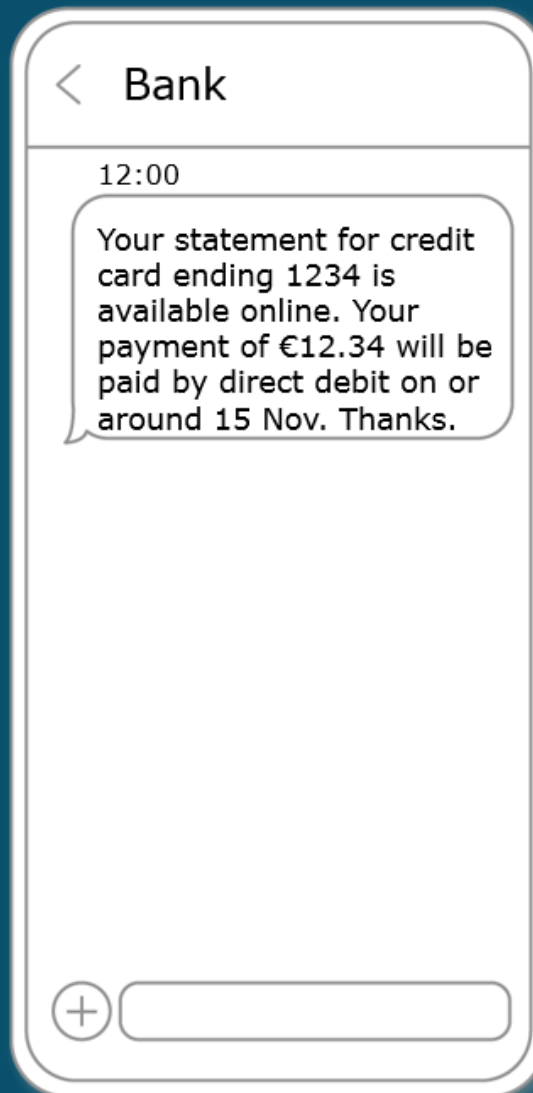 Bank
12:00
Your statement for credit
card ending 1234 is
available online. Your
payment of €12.34 will be
paid by direct debit on or
around 15 Nov. Thanks.